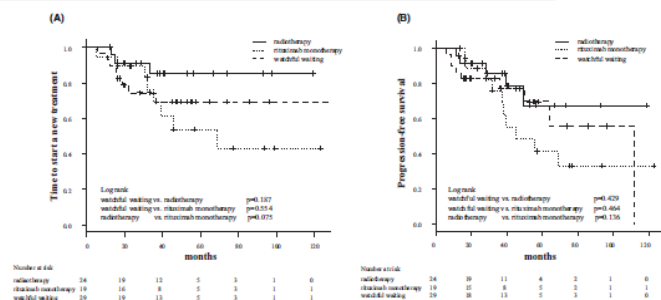 (A)
radiotherapy
rituximab monotherapy
watchful waiting
Time to start a new treatment
1.0
0.8
0.6
0.4
0.2
0.0
Logrank
watchful waiting vs. radiotherapy p=0.187
watchful waiting vs. rituximab monotherapy p=0.554
radiotherapy vs rituximab monotherapy p=0.075
0 20 40 60 80 100 120
months
Number at risk
radiotherapy 24 19 12 5 3 1 0
rituximab monotherapy 19 16 8 5 3 1 1
watchful waiting 29 19 13 5 3 1 1
(B)
radiotherapy
rituximab monotherapy
watchful waiting
Progression-free survival
1.0
0.8
0.6
0.4
0.2
0.0
Logrank
watchful waiting vs. radiotherapy p=0.429
watchful waiting vs. rituximab monotherapy p=0.464
radiotherapy vs. rituximab monotherapy p=0.136
0 20 40 60 80 100 120
months
Number at risk
radiotherapy 24 19 11 4 2 1 0
rituximab monotherapy 19 15 8 5 2 1 1
watchful waiting 29 18 13 5 3 1 0